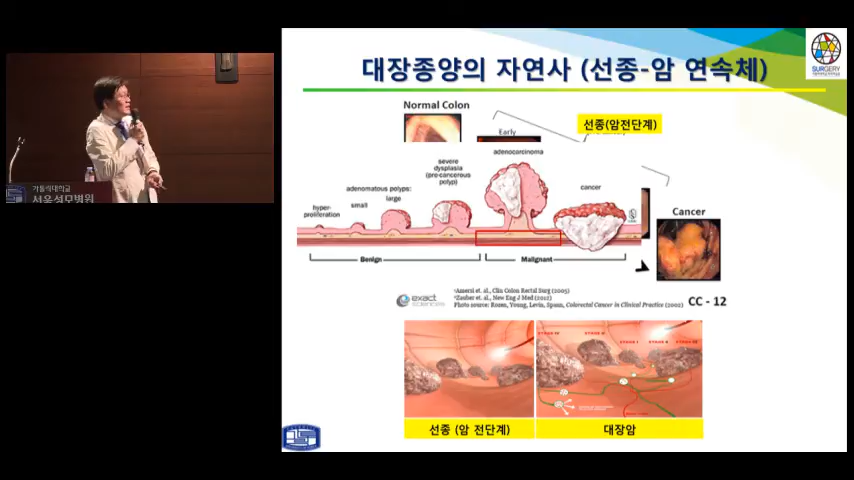 대장종양의 자연사 (선종-암 연속체)
SURGERY
Normal Colon
선종(암전단계)
Early
adenocarcinoma
severe
dysplasia
(pre-cancerous
polyp)
cancer
adenomatous polyps:
small
large
hyper-
proliferation
Cancer
Benign
Malignant
exact
sciences
¹Azzeni et. al., Clin Colon Rectal Surg (2005)
²Zauber et. al., New Eng J Med (2012)
Photo source: Rozen, Young, Levin, Spann, Colorectal Cancer in Clinical Practice (2002)
CC - 12
가톨릭대학교
서울성모병원
선종 (암 전단계)
대장암